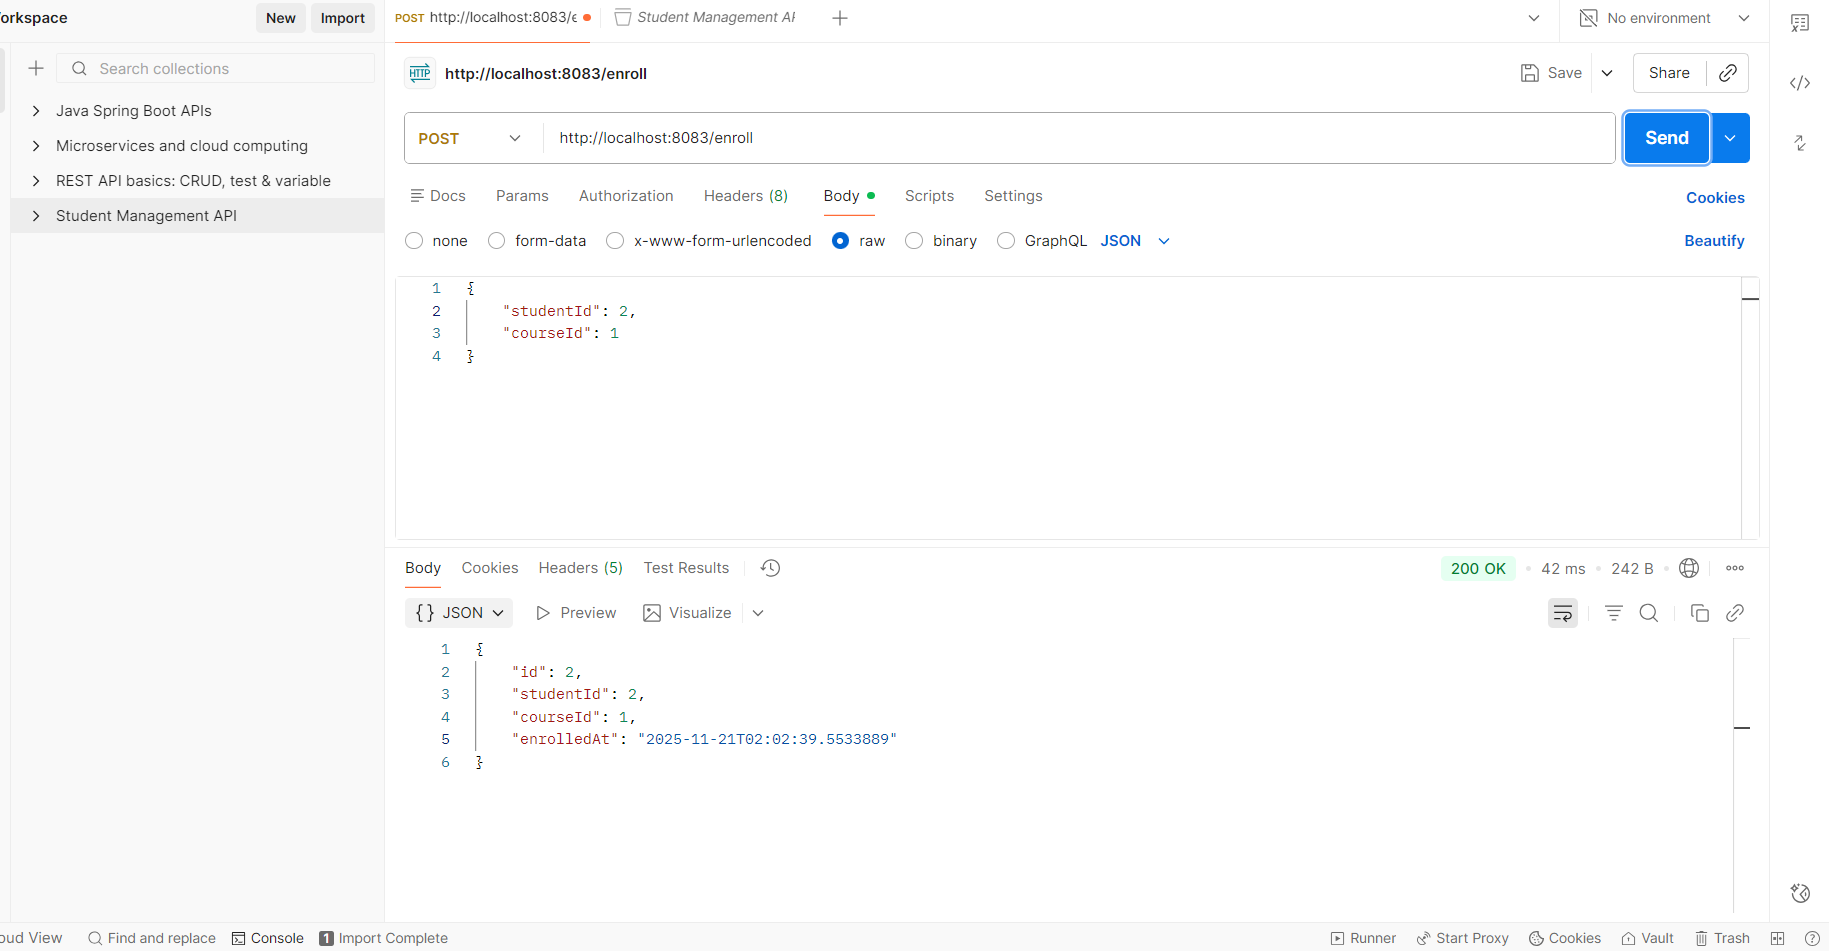 orkspace
New
Import
POST http://localhost:8083/e
Student Management AP
No environment
Search collections
Java Spring Boot APIs
Microservices and cloud computing
REST API basics: CRUD, test & variable
Student Management API
HTTP http://localhost:8083/enroll
Save
Share
POST
http://localhost:8083/enroll
Send
Docs
Params
Authorization
Headers (8)
Body
Scripts
Settings
Cookies
none
form-data
x-www-form-urlencoded
raw
binary
GraphQL
JSON
Beautify
1 {
2 "studentId": 2,
3 "courseId": 1
4 }
Body
Cookies
Headers (5)
Test Results
200 OK
42 ms
242 B
{} JSON
Preview
Visualize
1 {
2 "id": 2,
3 "studentId": 2,
4 "courseId": 1,
5 "enrolledAt": "2025-11-21T02:02:39.5533889"
6 }
oud View
Find and replace
Console
1 Import Complete
Runner
Start Proxy
Cookies
Vault
Trash